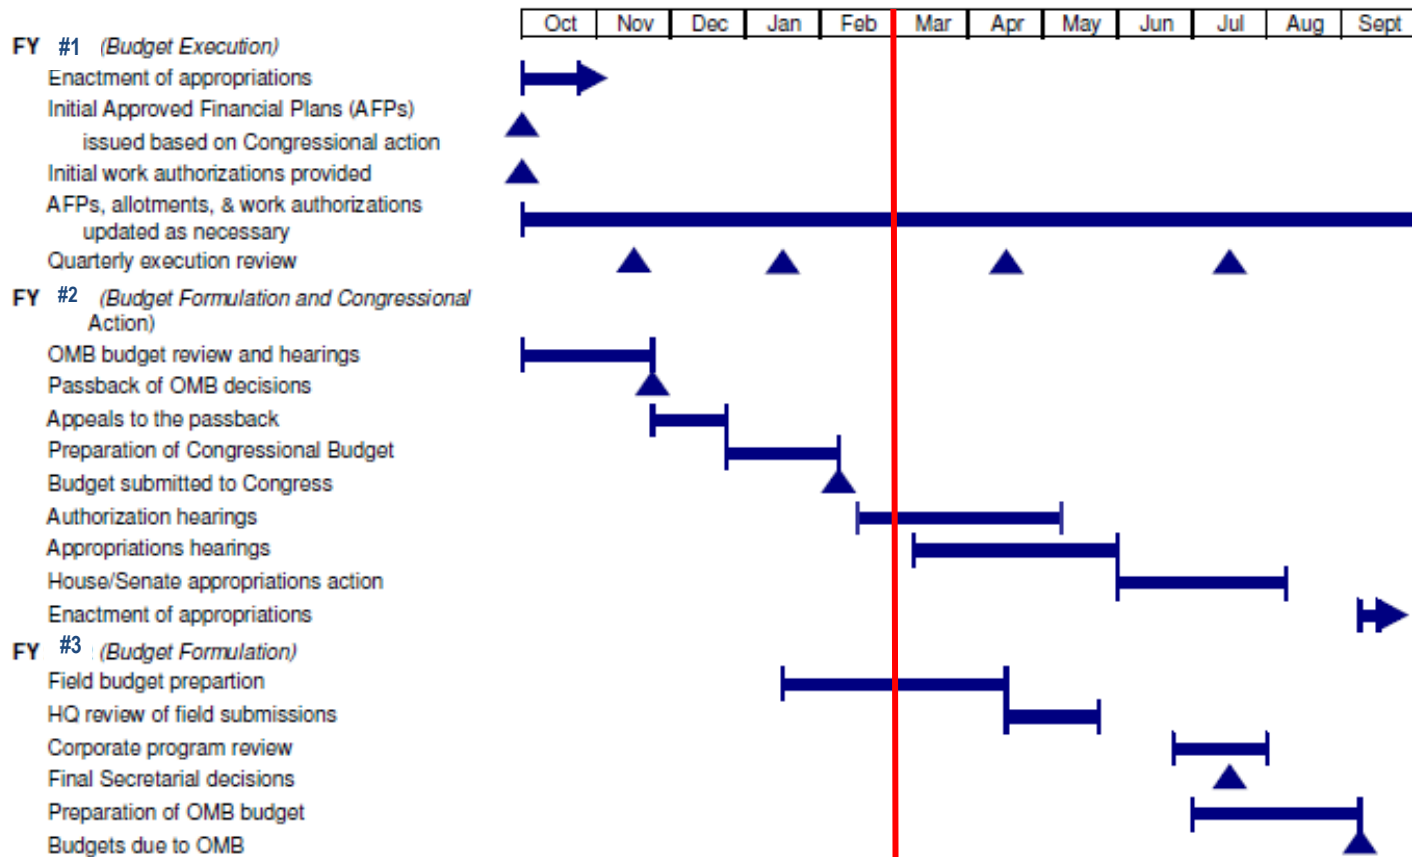 Oct Nov Dec Jan Feb Mar Apr May Jun Jul Aug Sept
FY #1 (Budget Execution)
Enactment of appropriations
Initial Approved Financial Plans (AFPs)
issued based on Congressional action
Initial work authorizations provided
AFPs, allotments, & work authorizations
updated as necessary
Quarterly execution review
FY #2 (Budget Formulation and Congressional
Action)
OMB budget review and hearings
Passback of OMB decisions
Appeals to the passback
Preparation of Congressional Budget
Budget submitted to Congress
Authorization hearings
Appropriations hearings
House/Senate appropriations action
Enactment of appropriations
FY #3 (Budget Formulation)
Field budget prepartion
HQ review of field submissions
Corporate program review
Final Secretarial decisions
Preparation of OMB budget
Budgets due to OMB